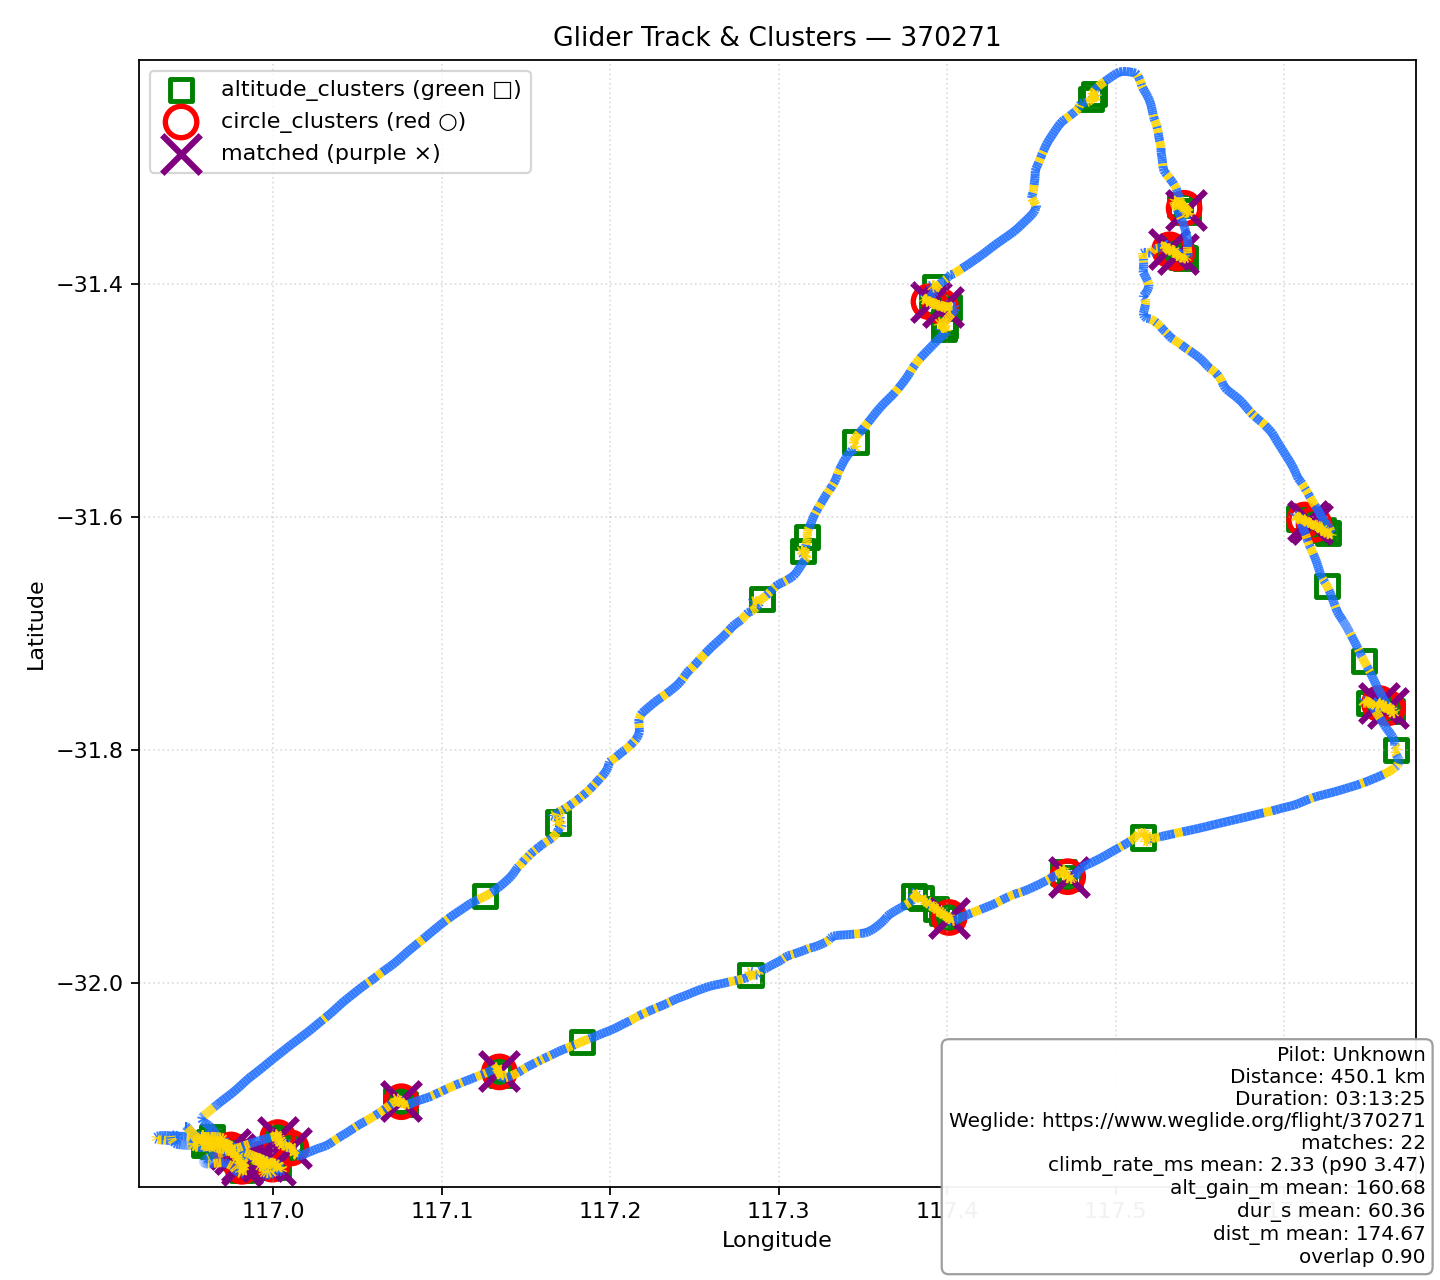 Glider Track & Clusters — 370271
altitude_clusters (green □)
circle_clusters (red ○)
matched (purple ×)
Latitude
−31.4
−31.6
−31.8
−32.0
117.0
117.1
117.2
117.3
117.4
117.5
Longitude
Pilot: Unknown
Distance: 450.1 km
Duration: 03:13:25
Weglide: https://www.weglide.org/flight/370271
matches: 22
climb_rate_ms mean: 2.33 (p90 3.47)
alt_gain_m mean: 160.68
dur_s mean: 60.36
dist_m mean: 174.67
overlap 0.90